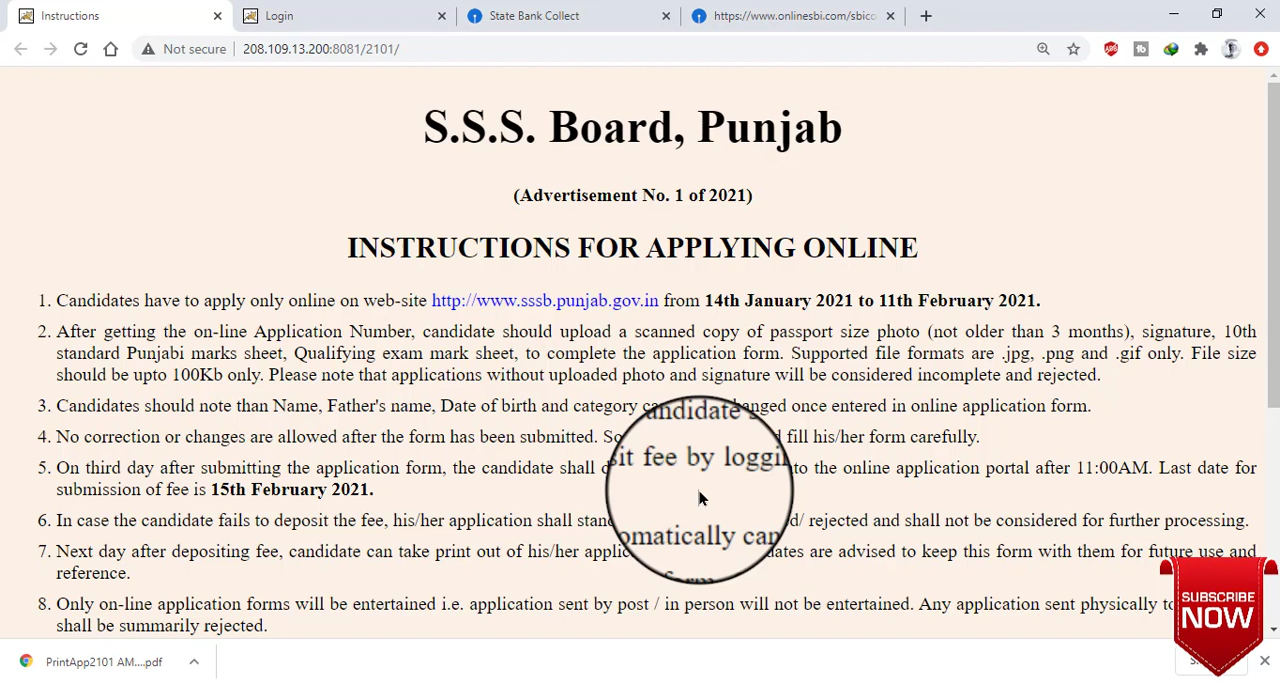 Instructions
Login
State Bank Collect
https://www.onlinesbi.com/sbico
Not secure 208.109.13.200:8081/2101/
S.S.S. Board, Punjab
(Advertisement No. 1 of 2021)
INSTRUCTIONS FOR APPLYING ONLINE
1. Candidates have to apply only online on web-site http://www.sssb.punjab.gov.in from 14th January 2021 to 11th February 2021.
2. After getting the on-line Application Number, candidate should upload a scanned copy of passport size photo (not older than 3 months), signature, 10th
standard Punjabi marks sheet, Qualifying exam mark sheet, to complete the application form. Supported file formats are .jpg, .png and .gif only. File size
should be upto 100Kb only. Please note that applications without uploaded photo and signature will be considered incomplete and rejected.
3. Candidates should note than Name, Father's name, Date of birth and category c andidate anged once entered in online application form.
4. No correction or changes are allowed after the form has been submitted. So fill his/her form carefully.
5. On third day after submitting the application form, the candidate shall sit fee by loggi to the online application portal after 11:00AM. Last date for
submission of fee is 15th February 2021.
6. In case the candidate fails to deposit the fee, his/her application shall stan omatically can d/ rejected and shall not be considered for further processing.
7. Next day after depositing fee, candidate can take print out of his/her applic dates are advised to keep this form with them for future use and
reference.
8. Only on-line application forms will be entertained i.e. application sent by post / in person will not be entertained. Any application sent physically to
shall be summarily rejected.
SUBSCRIBE
NOW
PrintApp2101 AM....pdf